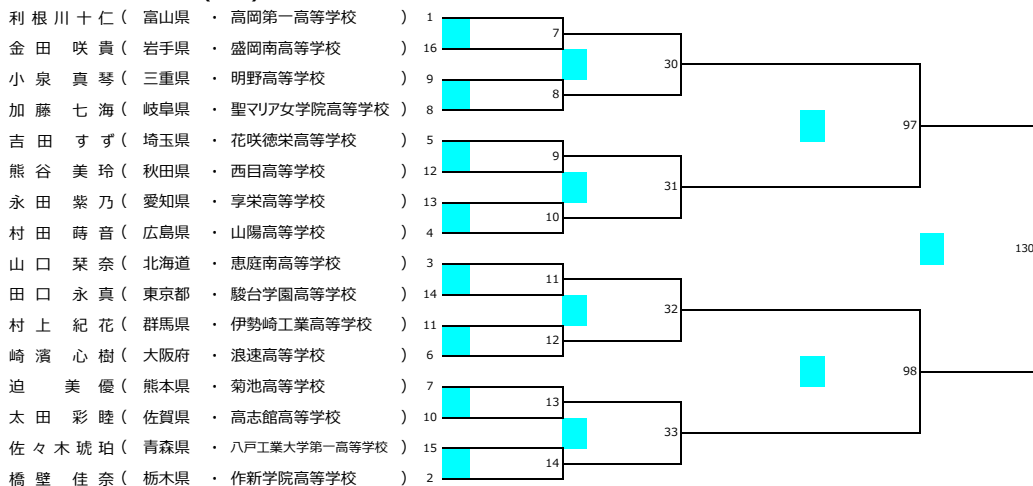 利根川十仁 ( 富山県 ・ 高岡第一高等学校 ) 1
金田咲貴 ( 岩手県 ・ 盛岡南高等学校 ) 16
小泉真琴 ( 三重県 ・ 明野高等学校 ) 9
加藤七海 ( 岐阜県 ・ 聖マリア女学院高等学校 ) 8
吉田すず ( 埼玉県 ・ 花咲徳栄高等学校 ) 5
熊谷美玲 ( 秋田県 ・ 西目高等学校 ) 12
永田紫乃 ( 愛知県 ・ 享栄高等学校 ) 13
村田蒔音 ( 広島県 ・ 山陽高等学校 ) 4
山口栞奈 ( 北海道 ・ 恵庭南高等学校 ) 3
田口永真 ( 東京都 ・ 駿台学園高等学校 ) 14
村上紀花 ( 群馬県 ・ 伊勢崎工業高等学校 ) 11
崎濱心樹 ( 大阪府 ・ 浪速高等学校 ) 6
迫美優 ( 熊本県 ・ 菊池高等学校 ) 7
太田彩睦 ( 佐賀県 ・ 高志館高等学校 ) 10
佐々木琥珀 ( 青森県 ・ 八戸工業大学第一高等学校 ) 15
橋壁佳奈 ( 栃木県 ・ 作新学院高等学校 ) 2
7
8
9
10
11
12
13
14
30
31
32
33
97
98
130